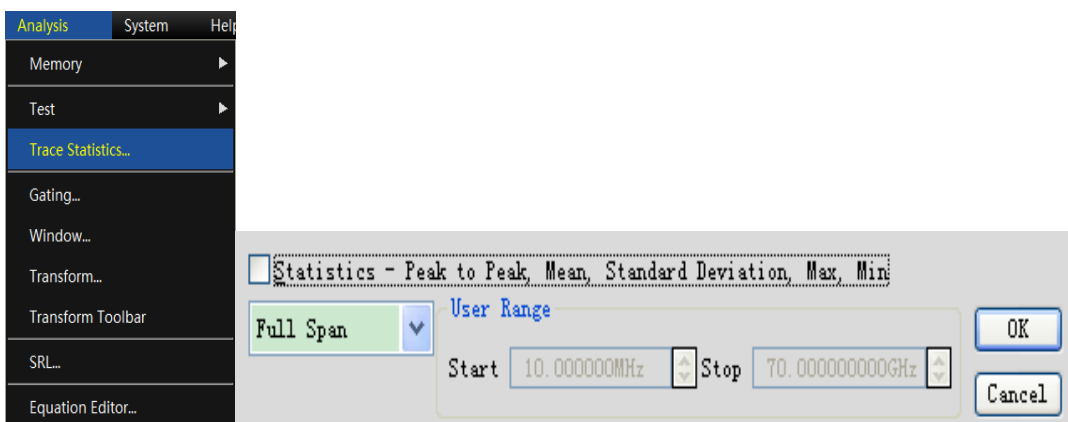 Analysis System Help
Memory
Test
Trace Statistics...
Gating...
Window...
Transform...
Transform Toolbar
SRL...
Equation Editor...
Statistics - Peak to Peak, Mean, Standard Deviation, Max, Min
Full Span
User Range
Start 10.000000MHz Stop 70.000000000GHz
OK
Cancel